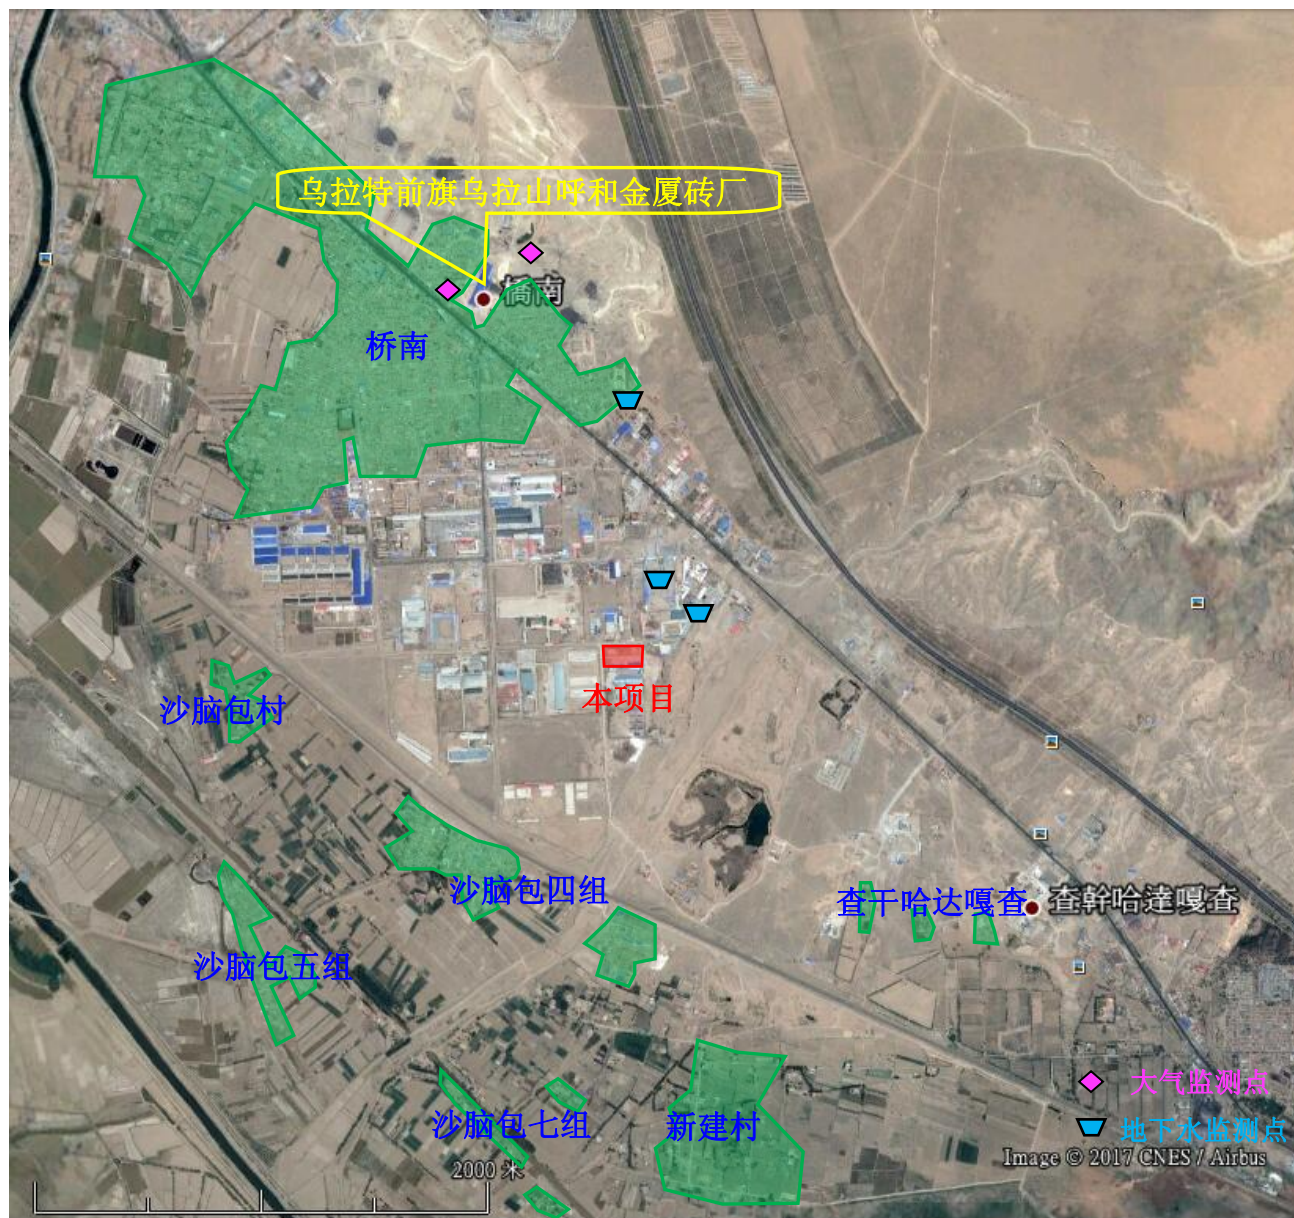 乌拉特前旗乌拉山呼和金厦砖厂
橋南
桥南
本项目
沙脑包村
沙脑包四组
查干哈达嘎查
查幹哈達嘎查
沙脑包五组
大气监测点
沙脑包七组
新建村
地下水监测点
Image © 2017 CNES / Airbus
2000 米